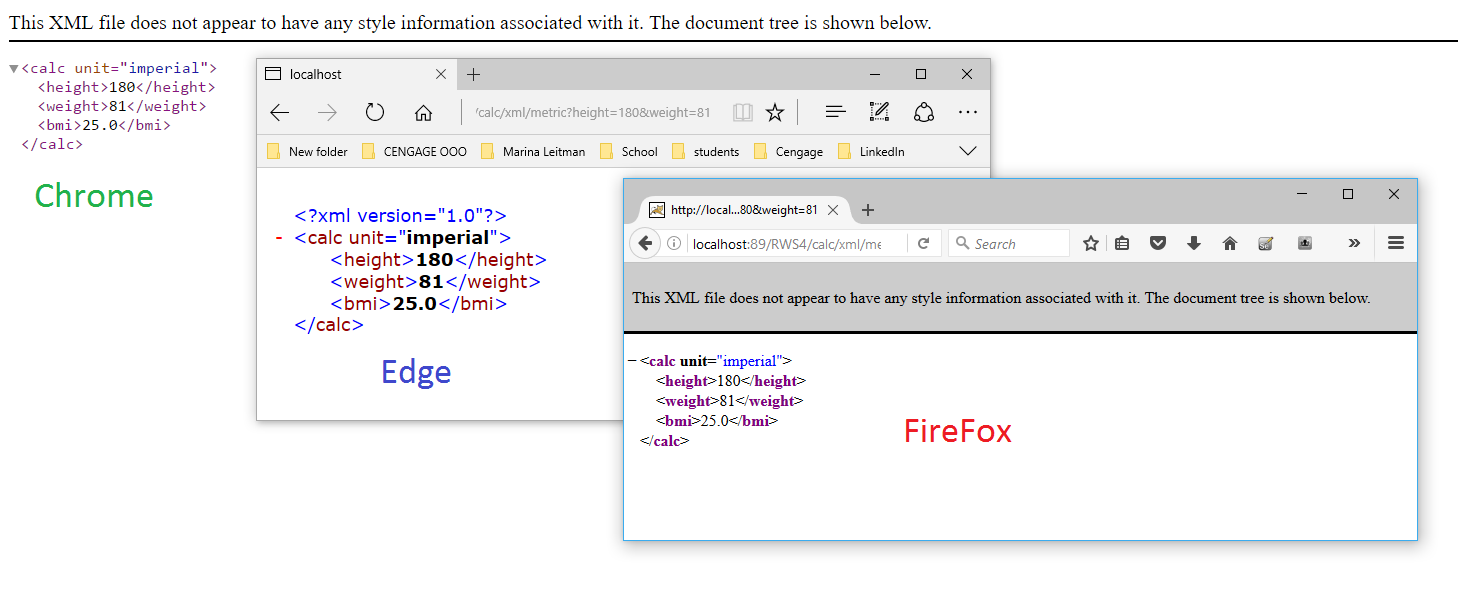 This XML file does not appear to have any style information associated with it. The document tree is shown below.
▼<calc unit="imperial">
<height>180</height>
<weight>81</weight>
<bmi>25.0</bmi>
</calc>
Chrome
localhost
/calc/xml/metric?height=180&weight=81
New folder
CENGAGE OOO
Marina Leitman
School
students
Cengage
LinkedIn
<?xml version="1.0"?>
- <calc unit="imperial">
<height>180</height>
<weight>81</weight>
<bmi>25.0</bmi>
</calc>
Edge
http://local...80&weight=81
localhost:89/RWS4/calc/xml/me
Search
This XML file does not appear to have any style information associated with it. The document tree is shown below.
−<calc unit="imperial">
<height>180</height>
<weight>81</weight>
<bmi>25.0</bmi>
</calc>
FireFox